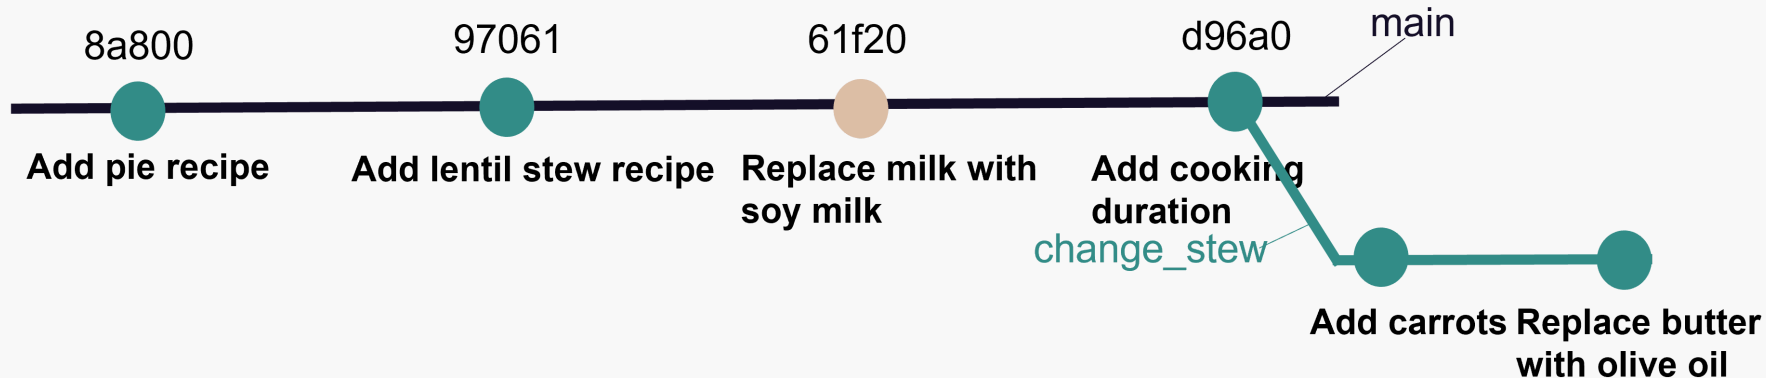 8a800
97061
61f20
d96a0
main
Add pie recipe
Add lentil stew recipe
Replace milk with
soy milk
Add cooking
duration
change_stew
Add carrots
Replace butter
with olive oil